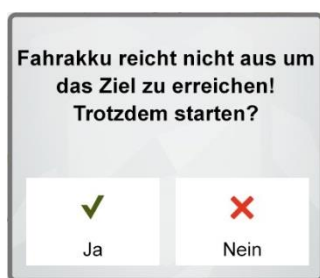 Fahrakku reicht nicht aus um
das Ziel zu erreichen!
Trotzdem starten?
Ja
Nein